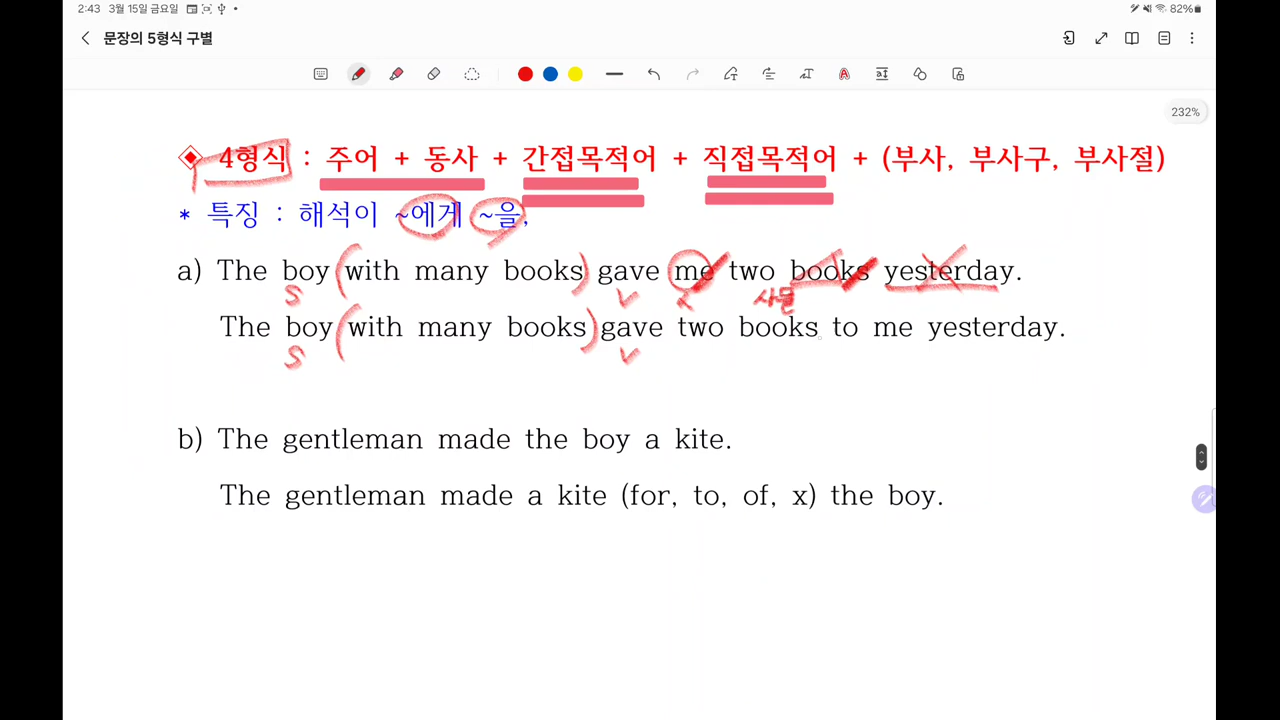 2:43 3월 15일 금요일 82%
문장의 5형식 구별
232%
4형식 : 주어 + 동사 + 간접목적어 + 직접목적어 + (부사, 부사구, 부사절)
* 특징 : 해석이 ~에게 ~을,
a) The boy (with many books) gave me two books yesterday.
S V 사물
The boy (with many books) gave two books to me yesterday.
S V
b) The gentleman made the boy a kite.
The gentleman made a kite (for, to, of, x) the boy.